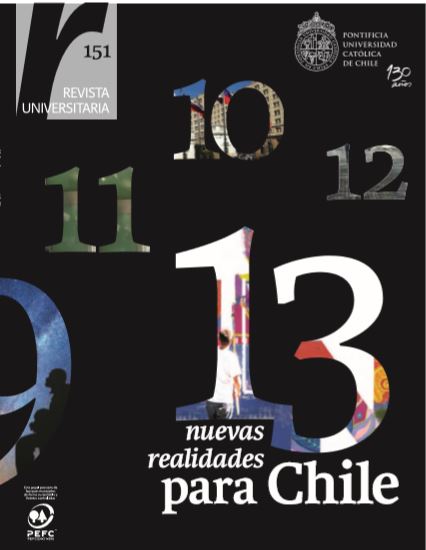 151
REVISTA
UNIVERSITARIA
PONTIFICIA
UNIVERSIDAD
CATÓLICA
DE CHILE
130
años
10
11
12
9
13
nuevas
realidades
para Chile
PEFC